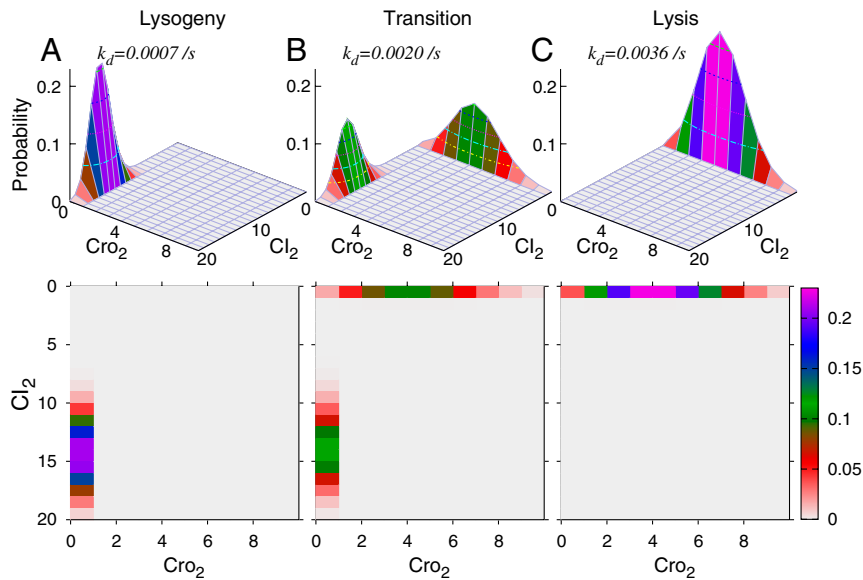 Lysogeny Transition Lysis
A B C
k_d=0.0007 /s k_d=0.0020 /s k_d=0.0036 /s
Probability
0.2 0.2 0.2
0.1 0.1 0.1
0 0 0
0 0 0
4 10 4 10 4 10
Cro₂ CI₂ Cro₂ CI₂ Cro₂ CI₂
8 20 8 20 8 20
0
5
10
15
20
CI₂
0 2 4 6 8 0 2 4 6 8 0 2 4 6 8
Cro₂ Cro₂ Cro₂
0.2
0.15
0.1
0.05
0